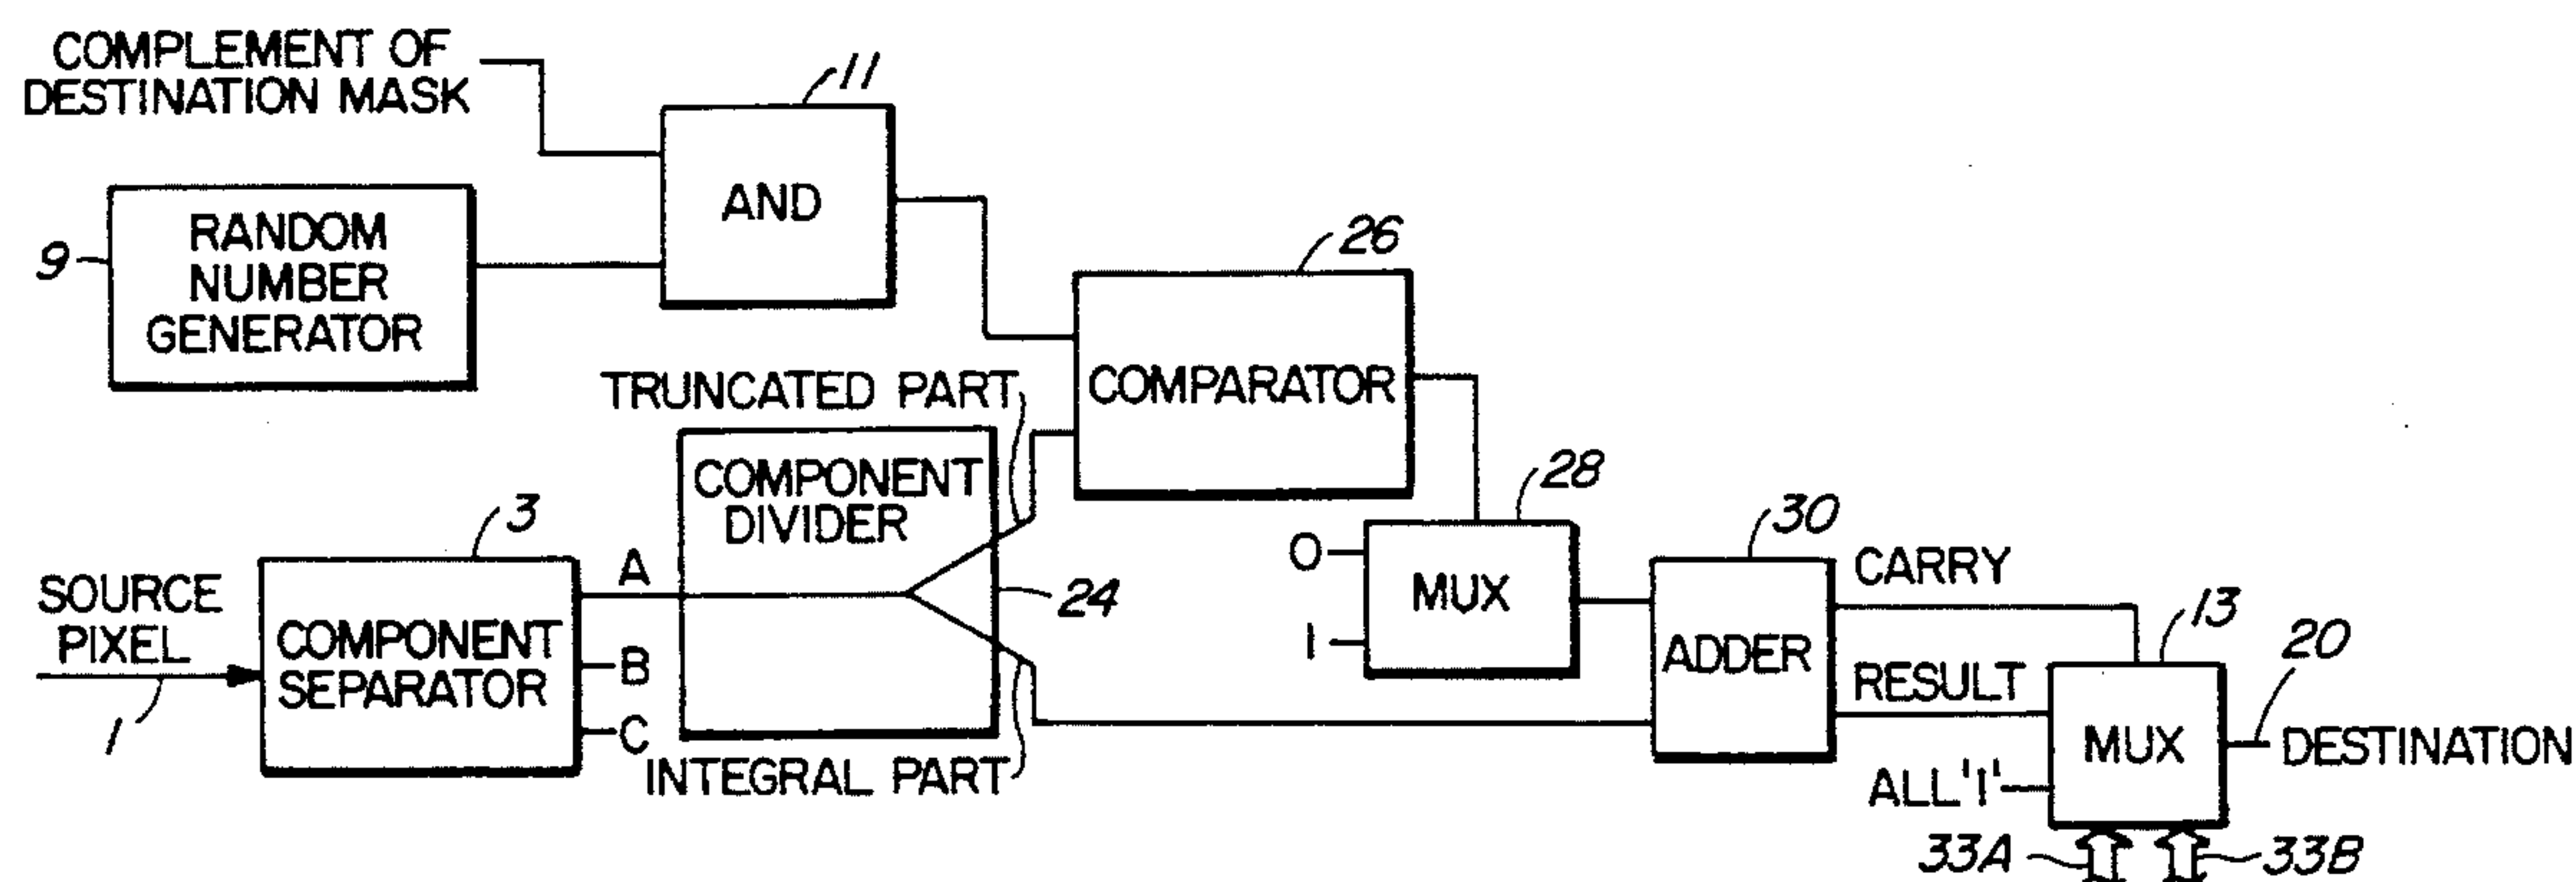 COMPLEMENT OF
DESTINATION MASK
11
AND
9
RANDOM
NUMBER
GENERATOR
26
COMPARATOR
TRUNCATED PART
COMPONENT
DIVIDER
24
28
0
1
MUX
3
A
B
C
SOURCE
PIXEL
1
COMPONENT
SEPARATOR
INTEGRAL PART
30
ADDER
CARRY
RESULT
13
MUX
ALL '1'
20
DESTINATION
33A
33B